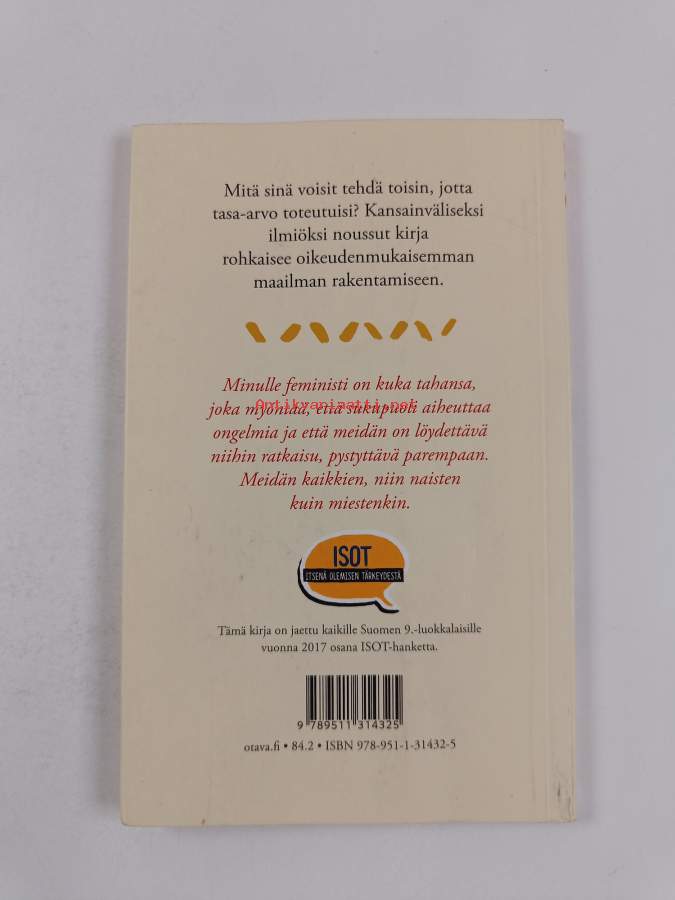 Mitä sinä voisit tehdä toisin, jotta
tasa-arvo toteutuisi? Kansainväliseksi
ilmiöksi noussut kirja
rohkaisee oikeudenmukaisemman
maailman rakentamiseen.
Minulle feministi on kuka tahansa,
Antikvariaatti.net
joka myöntää, että sukupuoli aiheuttaa
ongelmia ja että meidän on löydettävä
niihin ratkaisu, pystyttävä parempaan.
Meidän kaikkien, niin naisten
kuin miestenkin.
ISOT
ITSENÄ OLEMISEN TÄRKEYDESTÄ
Tämä kirja on jaettu kaikille Suomen 9.-luokkalaisille
vuonna 2017 osana ISOT-hanketta.
9 789511 314325
otava.fi • 84.2 • ISBN 978-951-1-31432-5